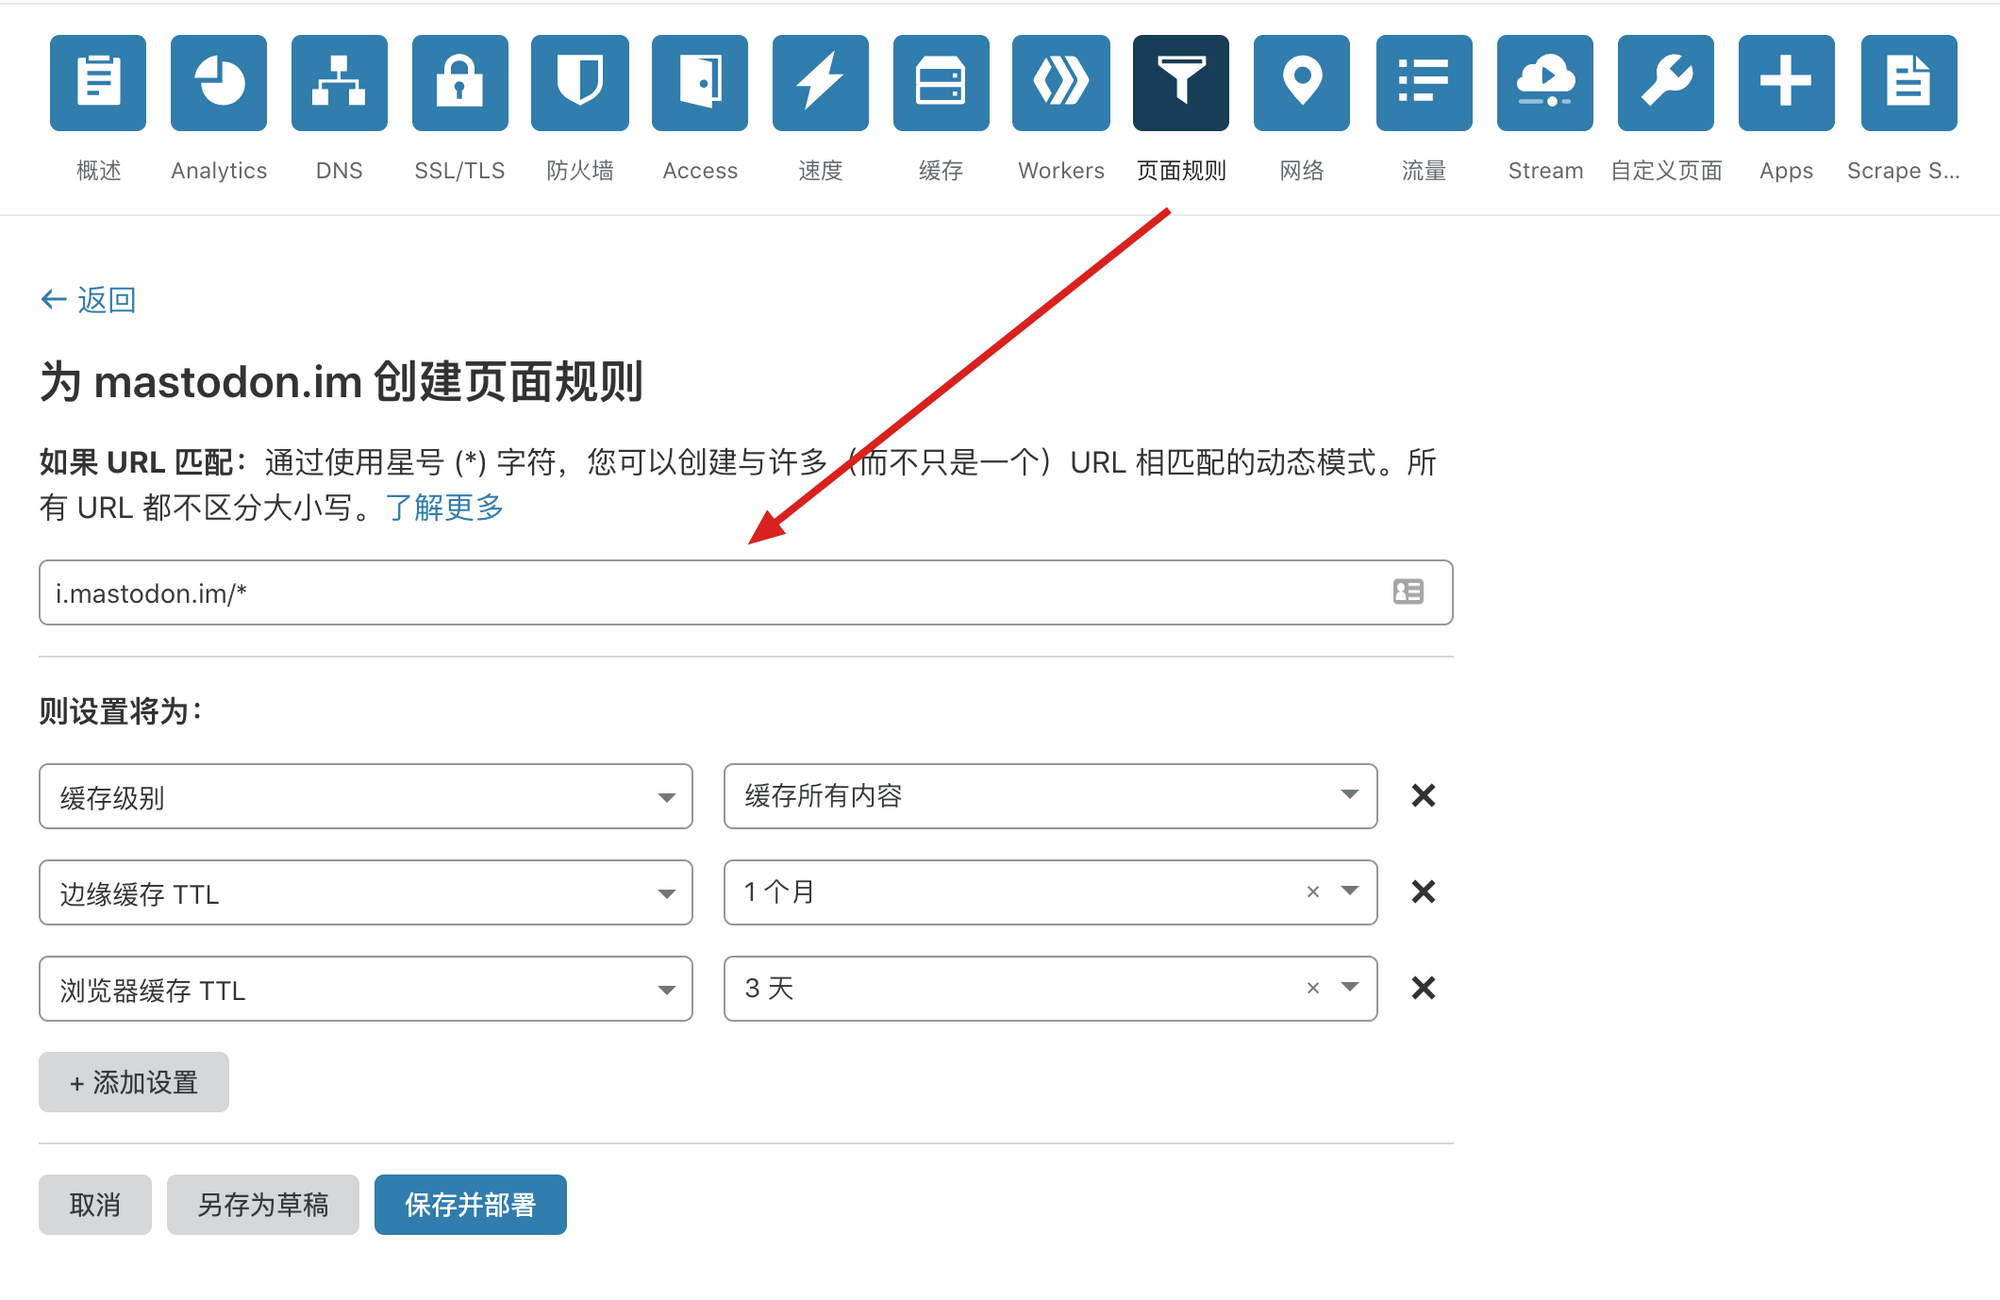 概述 Analytics DNS SSL/TLS 防火墙 Access 速度 缓存 Workers 页面规则 网络 流量 Stream 自定义页面 Apps Scrape S...
← 返回
为 mastodon.im 创建页面规则
如果 URL 匹配：通过使用星号 (*) 字符，您可以创建与许多（而不只是一个）URL 相匹配的动态模式。所
有 URL 都不区分大小写。了解更多
i.mastodon.im/*
则设置将为：
缓存级别 缓存所有内容
边缘缓存 TTL 1 个月
浏览器缓存 TTL 3 天
+ 添加设置
取消 另存为草稿 保存并部署